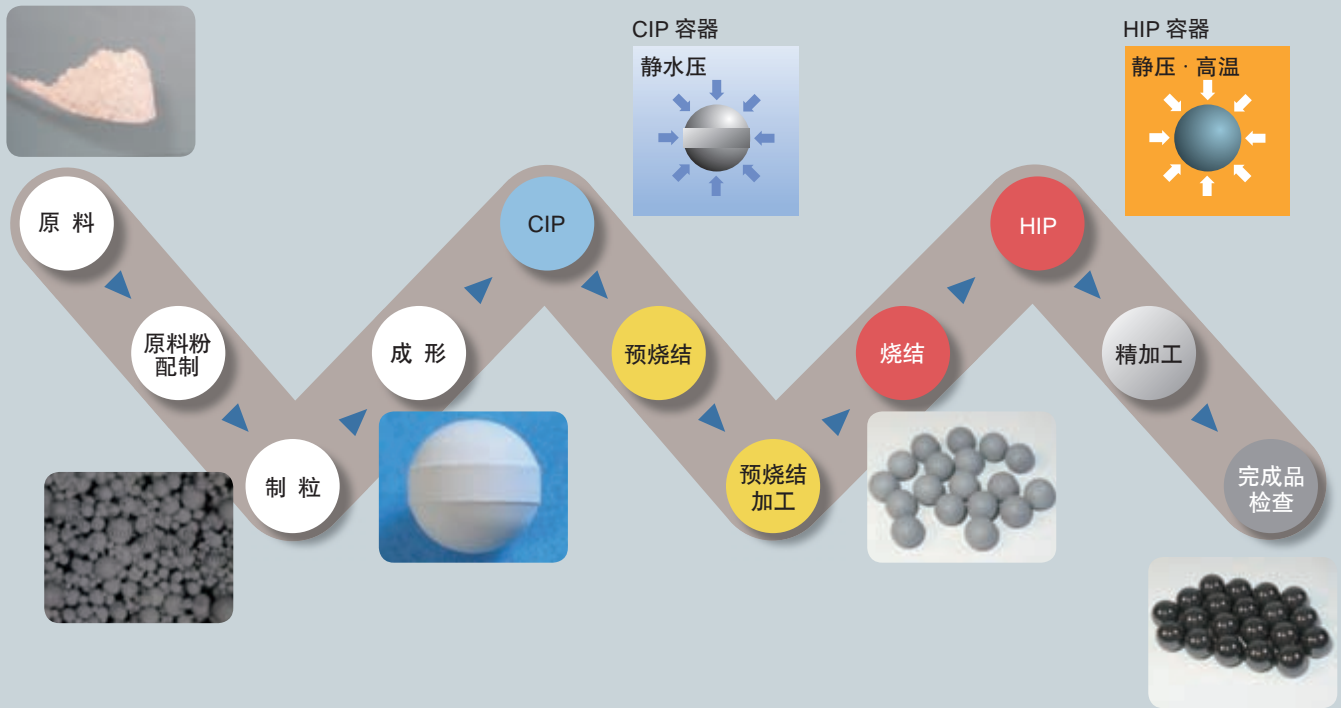 CIP 容器
静水压
HIP 容器
静压·高温
原 料
原料粉
配制
制 粒
成 形
CIP
预烧结
预烧结
加工
烧结
HIP
精加工
完成品
检查